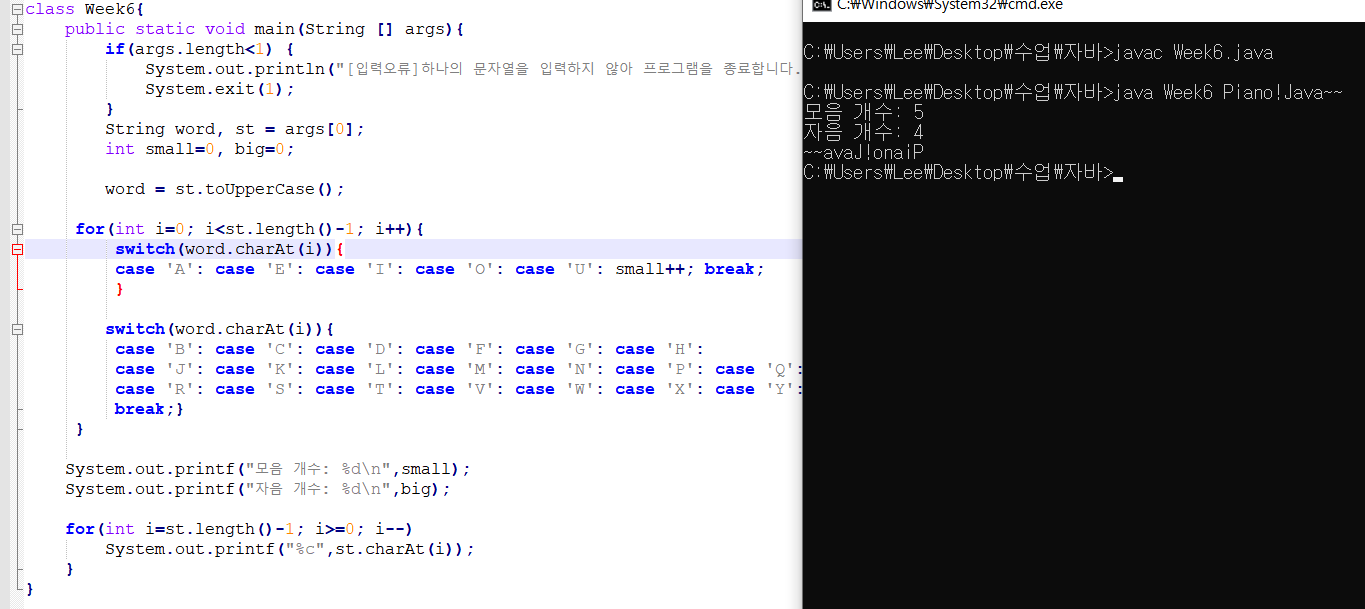 class Week6{
public static void main(String [] args){
if(args.length<1) {
System.out.println("[입력오류]하나의 문자열을 입력하지 않아 프로그램을 종료합니다.
System.exit(1);
}
String word, st = args[0];
int small=0, big=0;
word = st.toUpperCase();
for(int i=0; i<st.length()-1; i++){
switch(word.charAt(i)){
case 'A': case 'E': case 'I': case 'O': case 'U': small++; break;
}
switch(word.charAt(i)){
case 'B': case 'C': case 'D': case 'F': case 'G': case 'H':
case 'J': case 'K': case 'L': case 'M': case 'N': case 'P': case 'Q':
case 'R': case 'S': case 'T': case 'V': case 'W': case 'X': case 'Y':
break;}
}
System.out.printf("모음 개수: %d\n",small);
System.out.printf("자음 개수: %d\n",big);
for(int i=st.length()-1; i>=0; i--)
System.out.printf("%c",st.charAt(i));
}
}
C:\Windows\System32\cmd.exe
C:\Users\Lee\Desktop\수업\자바>javac Week6.java
C:\Users\Lee\Desktop\수업\자바>java Week6 Piano!Java~~
모음 개수: 5
자음 개수: 4
~~avaJ!onaiP
C:\Users\Lee\Desktop\수업\자바>